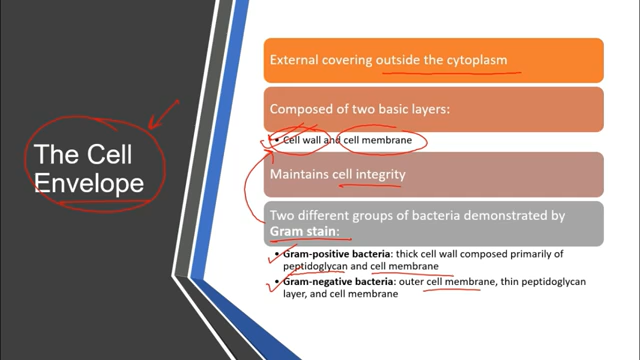 The Cell
Envelope
External covering outside the cytoplasm
Composed of two basic layers:
• Cell wall and cell membrane
Maintains cell integrity
Two different groups of bacteria demonstrated by
Gram stain:
• Gram-positive bacteria: thick cell wall composed primarily of
peptidoglycan and cell membrane
• Gram-negative bacteria: outer cell membrane, thin peptidoglycan
layer, and cell membrane